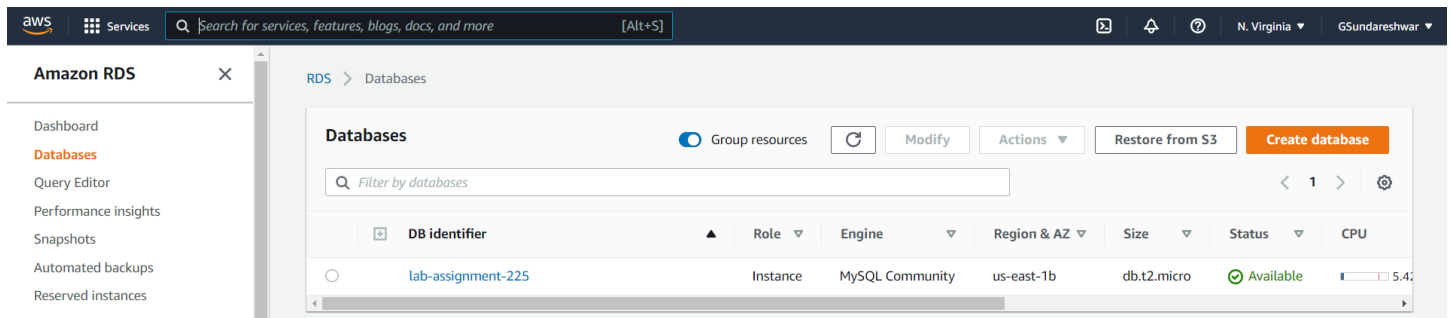 aws Services Search for services, features, blogs, docs, and more [Alt+S] N. Virginia GSundareshwar
Amazon RDS
Dashboard
Databases
Query Editor
Performance insights
Snapshots
Automated backups
Reserved instances
RDS > Databases
Databases Group resources Modify Actions Restore from S3 Create database
Filter by databases 1
DB identifier Role Engine Region & AZ Size Status CPU
lab-assignment-225 Instance MySQL Community us-east-1b db.t2.micro Available 5.42